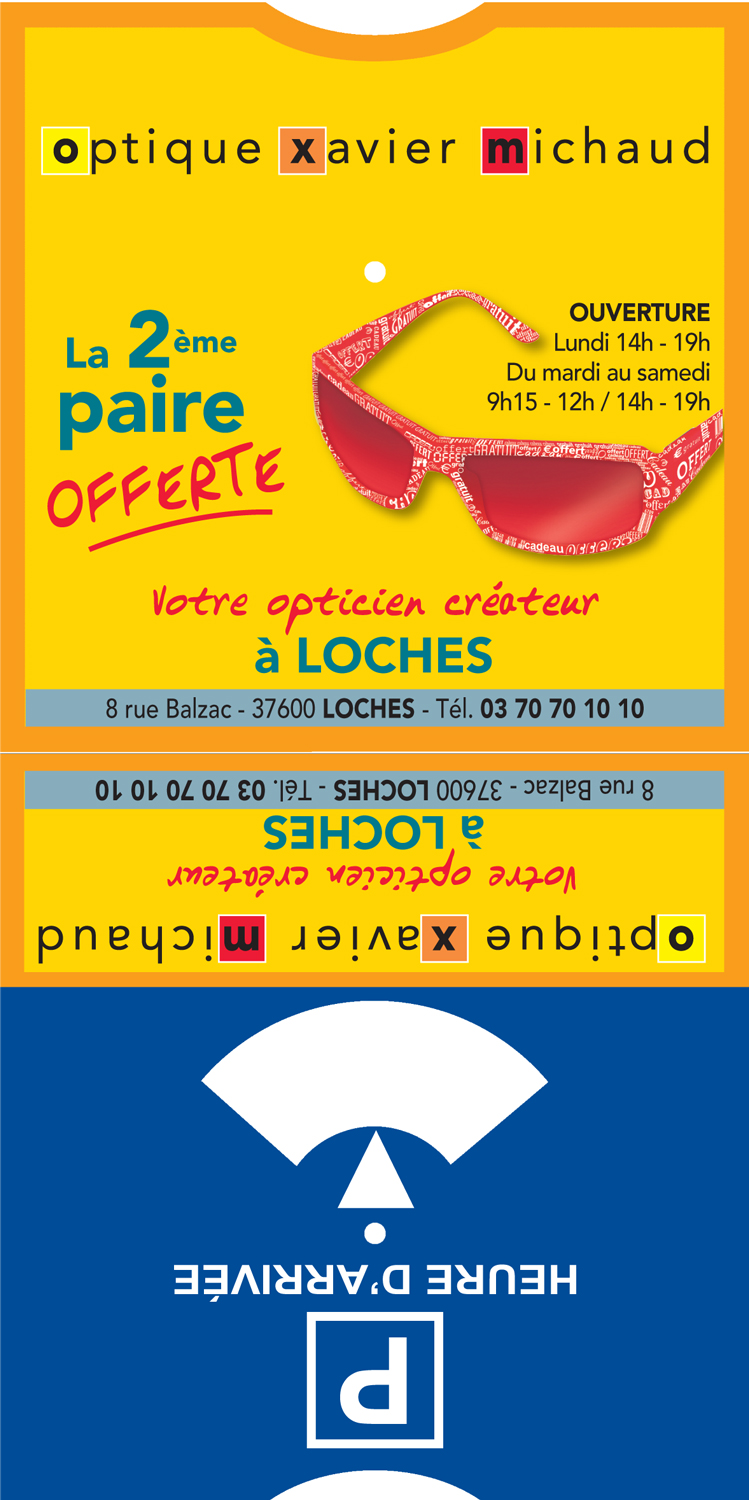 optique xavier michaud
La 2ème
paire
OFFERTE
OUVERTURE
Lundi 14h - 19h
Du mardi au samedi
9h15 - 12h / 14h - 19h
Votre opticien créateur
à LOCHES
8 rue Balzac - 37600 LOCHES - Tél. 03 70 70 10 10
8 rue Balzac - 37600 LOCHES - Tél. 03 70 70 10 10
à LOCHES
Votre opticien créateur
optique xavier michaud
HEURE D'ARRIVÉE
P